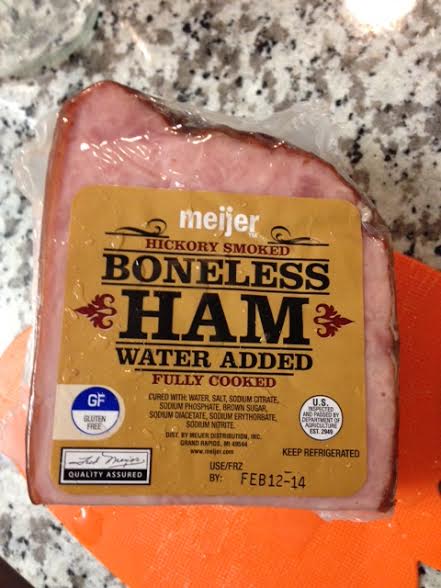 meijer
HICKORY SMOKED
BONELESS
HAM
WATER ADDED
FULLY COOKED
GF
GLUTEN
FREE
CURED WITH: WATER, SALT, SODIUM CITRATE,
SODIUM PHOSPHATE, BROWN SUGAR,
SODIUM DIACETATE, SODIUM ERYTHORBATE,
SODIUM NITRITE.
DIST. BY MEIJER DISTRIBUTION, INC.
GRAND RAPIDS, MI 49544
www.meijer.com
U.S.
INSPECTED
AND PASSED BY
DEPARTMENT OF
AGRICULTURE
EST. 2949
KEEP REFRIGERATED
Fred Meijer
QUALITY ASSURED
USE/FRZ
BY: FEB12-14